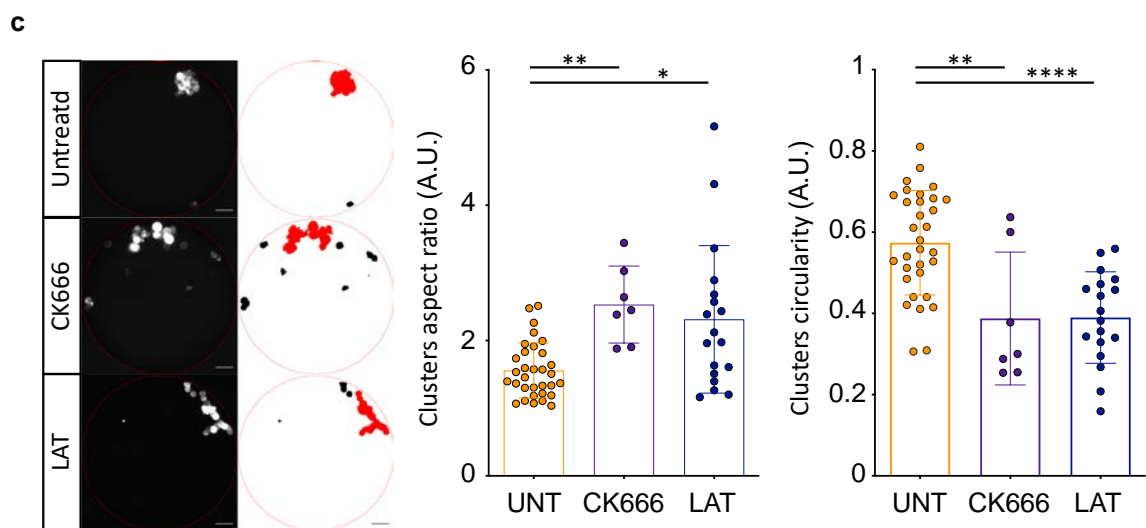 c
Untreatd
CK666
LAT
Clusters aspect ratio (A.U.)
6
4
2
0
**
*
UNT CK666 LAT
Clusters circularity (A.U.)
1
0.8
0.6
0.4
0.2
0
**
****
UNT CK666 LAT